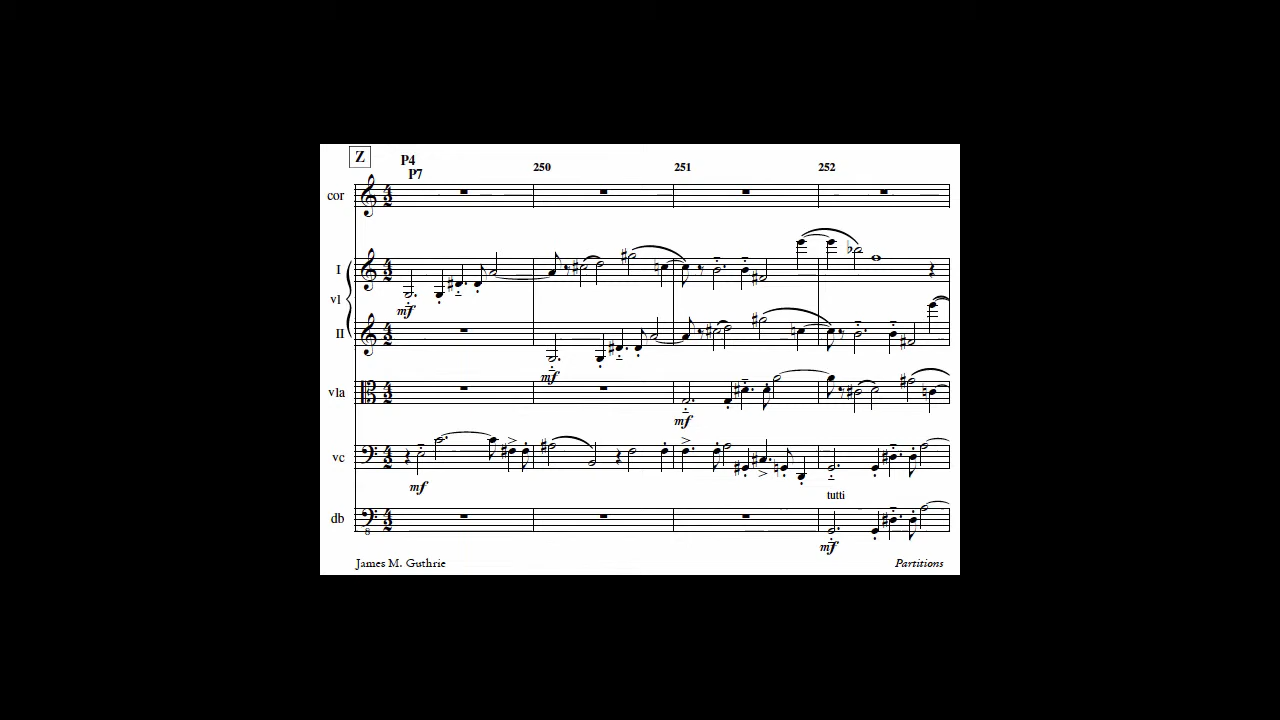 Z
P4
P7
250
251
252
cor
I
vl
mf
II
mf
vla
mf
vc
mf
tutti
db
8
mf
James M. Guthrie
Partitions